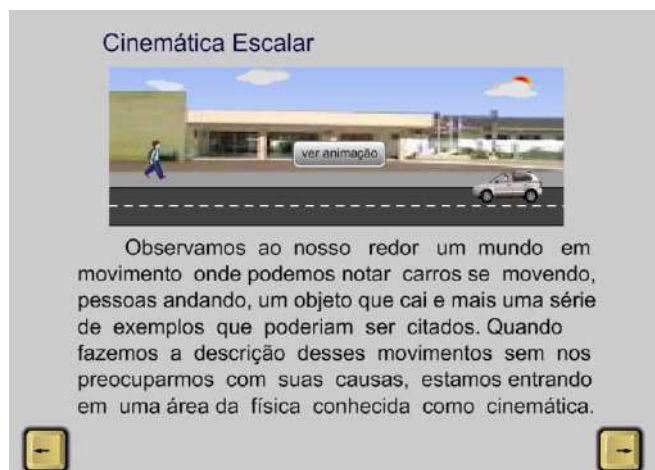 Cinemática Escalar
ver animação
Observamos ao nosso redor um mundo em
movimento onde podemos notar carros se movendo,
pessoas andando, um objeto que cai e mais uma série
de exemplos que poderiam ser citados. Quando
fazemos a descrição desses movimentos sem nos
preocuparmos com suas causas, estamos entrando
em uma área da física conhecida como cinemática.